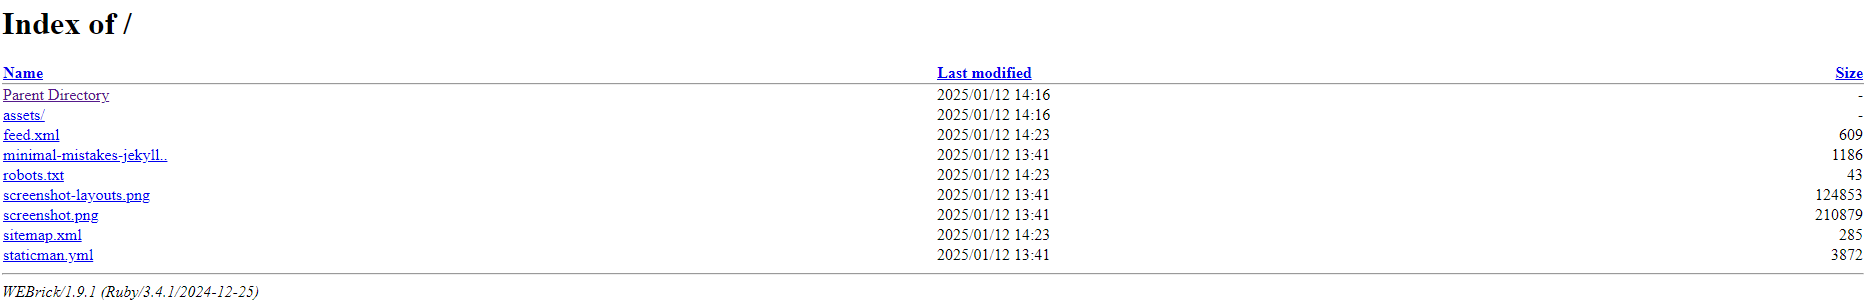 Index of /
Name Last modified Size
Parent Directory 2025/01/12 14:16 -
assets/ 2025/01/12 14:16 -
feed.xml 2025/01/12 14:23 609
minimal-mistakes-jekyll.. 2025/01/12 13:41 1186
robots.txt 2025/01/12 14:23 43
screenshot-layouts.png 2025/01/12 13:41 124853
screenshot.png 2025/01/12 13:41 210879
sitemap.xml 2025/01/12 14:23 285
staticman.yml 2025/01/12 13:41 3872
WEBrick/1.9.1 (Ruby/3.4.1/2024-12-25)